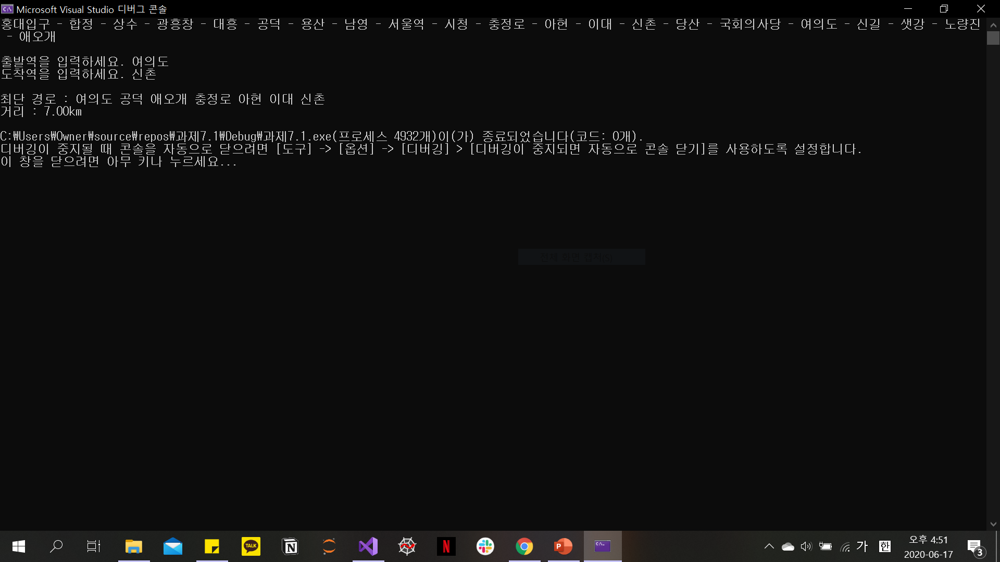 Microsoft Visual Studio 디버그 콘솔
홍대입구 - 합정 - 상수 - 광흥창 - 대흥 - 공덕 - 용산 - 남영 - 서울역 - 시청 - 충정로 - 아현 - 이대 - 신촌 - 당산 - 국회의사당 - 여의도 - 신길 - 샛강 - 노량진
- 애오개
출발역을 입력하세요. 여의도
도착역을 입력하세요. 신촌
최단 경로 : 여의도 공덕 애오개 충정로 아현 이대 신촌
거리 : 7.00km
C:₩Users₩Owner₩source₩repos₩과제7.1₩Debug₩과제7.1.exe(프로세스 4932개)이(가) 종료되었습니다(코드: 0개).
디버깅이 중지될 때 콘솔을 자동으로 닫으려면 [도구] -> [옵션] -> [디버깅] > [디버깅이 중지되면 자동으로 콘솔 닫기]를 사용하도록 설정합니다.
이 창을 닫으려면 아무 키나 누르세요...
전체 화면 캡처(S)
TALK
N
N
P
C:\
가
한
오후 4:51
2020-06-17
3